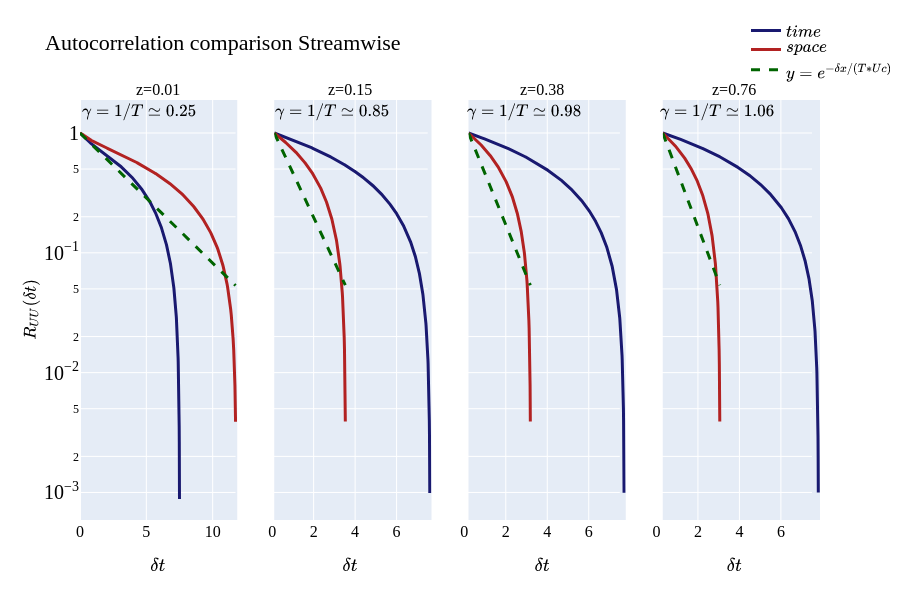 Autocorrelation comparison Streamwise
time
space
y = e^{−δx/(T∗Uc)}
z=0.01
z=0.15
z=0.38
z=0.76
γ = 1/T ≃ 0.25
γ = 1/T ≃ 0.85
γ = 1/T ≃ 0.98
γ = 1/T ≃ 1.06
1
5
2
10^{−1}
5
2
10^{−2}
5
2
10^{−3}
R_{UU}(δt)
0 5 10
0 2 4 6
0 2 4 6
0 2 4 6
δt
δt
δt
δt